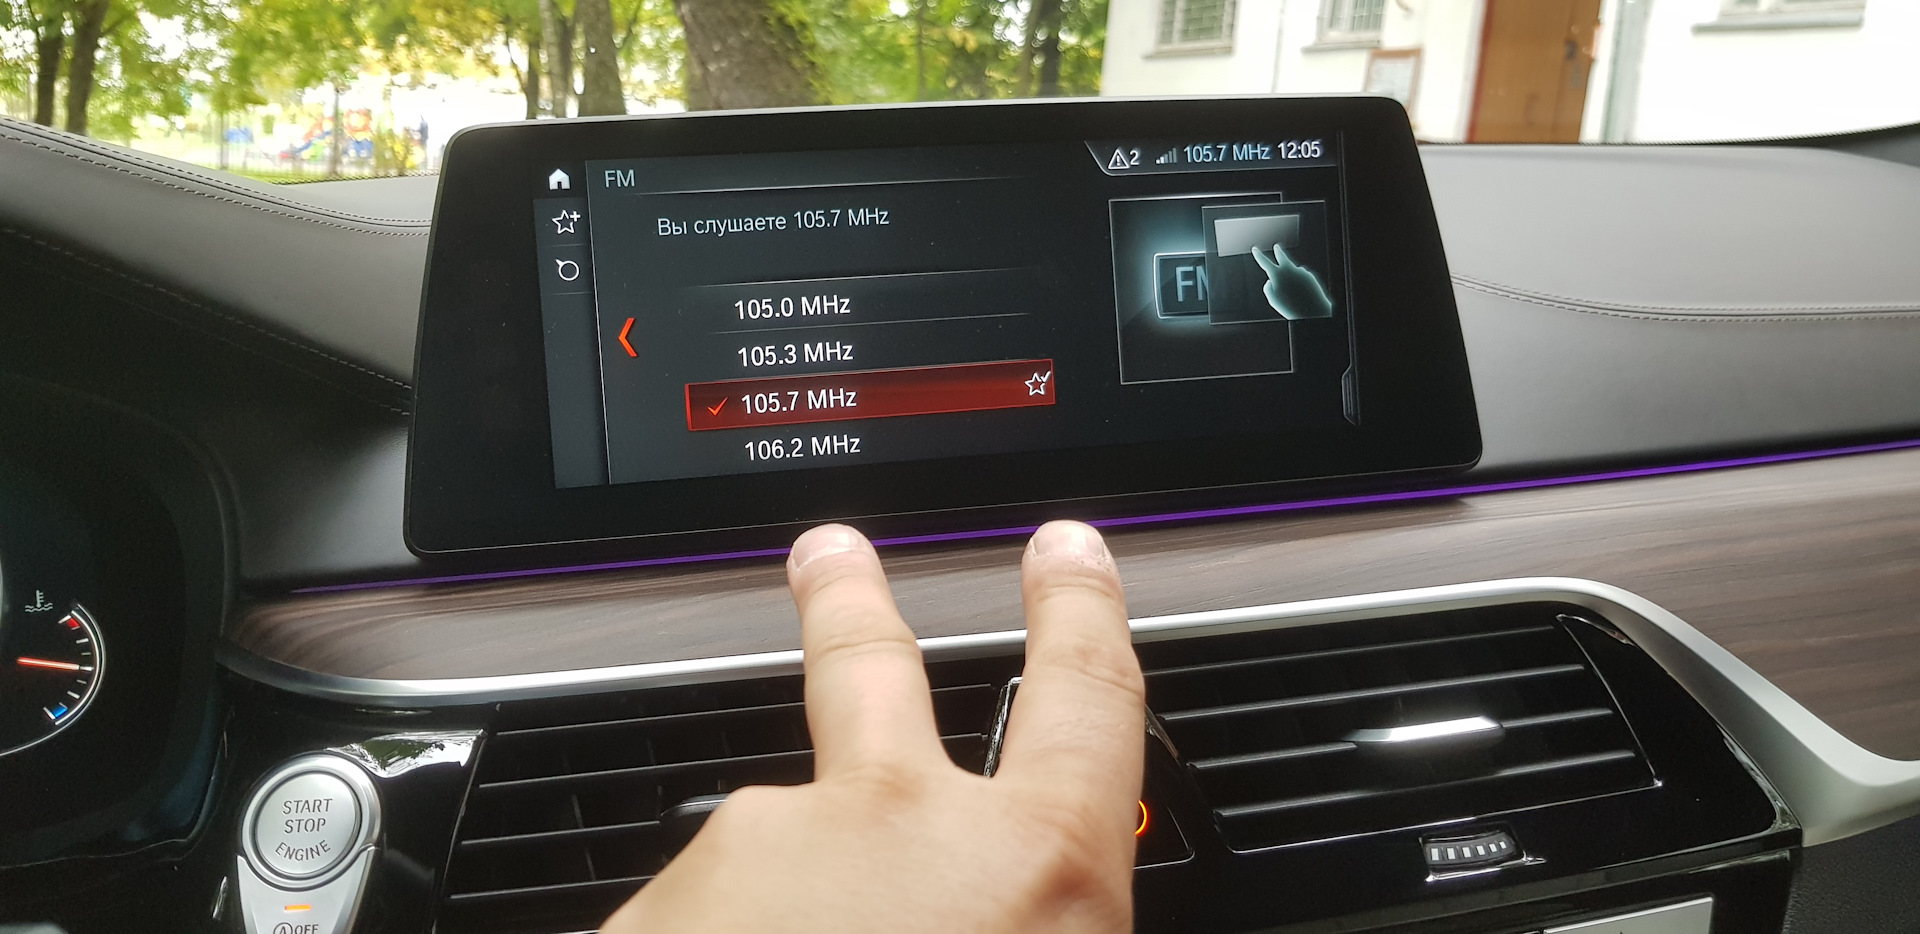 2 105.7 MHz 12:05
FM
Вы слушаете 105.7 MHz
105.0 MHz
105.3 MHz
105.7 MHz
106.2 MHz
FM
START
STOP
ENGINE
A OFF